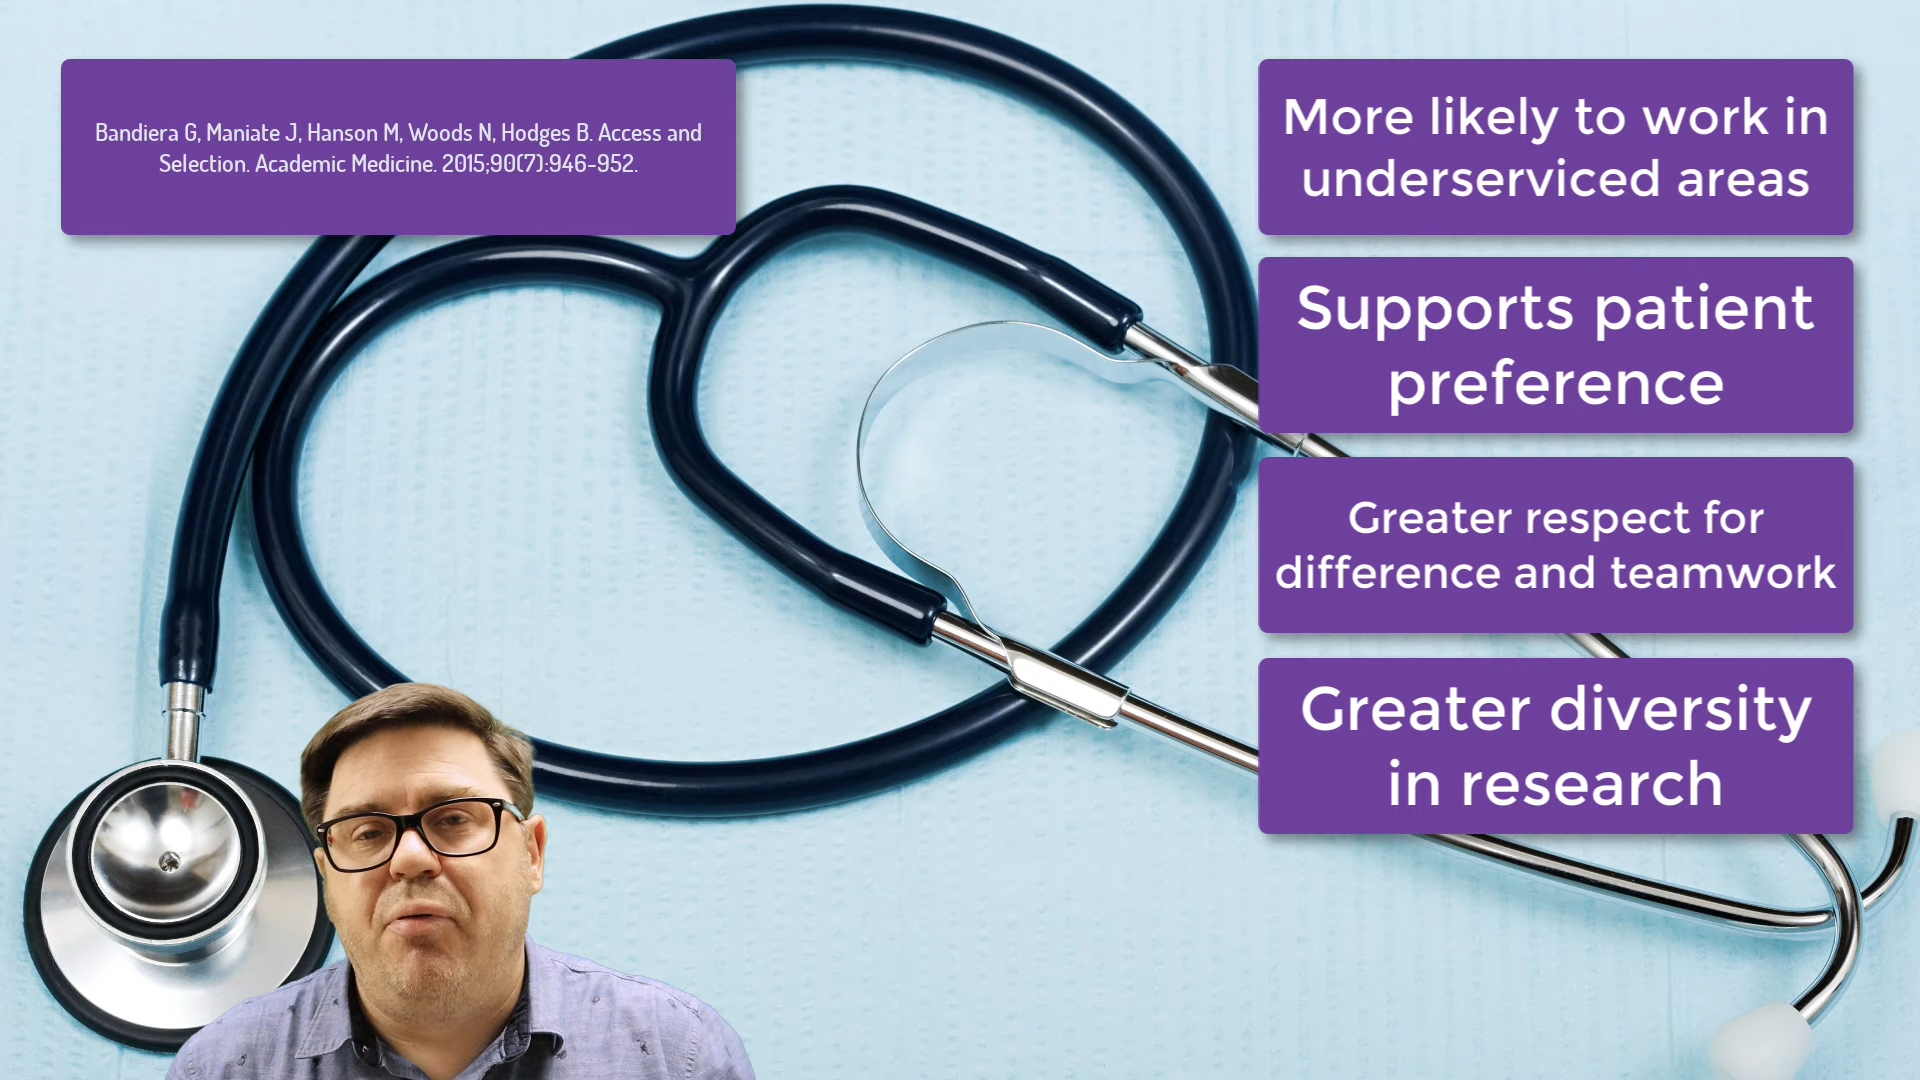 Bandiera G, Maniate J, Hanson M, Woods N, Hodges B. Access and
Selection. Academic Medicine. 2015;90(7):946-952.
More likely to work in
underserviced areas
Supports patient
preference
Greater respect for
difference and teamwork
Greater diversity
in research